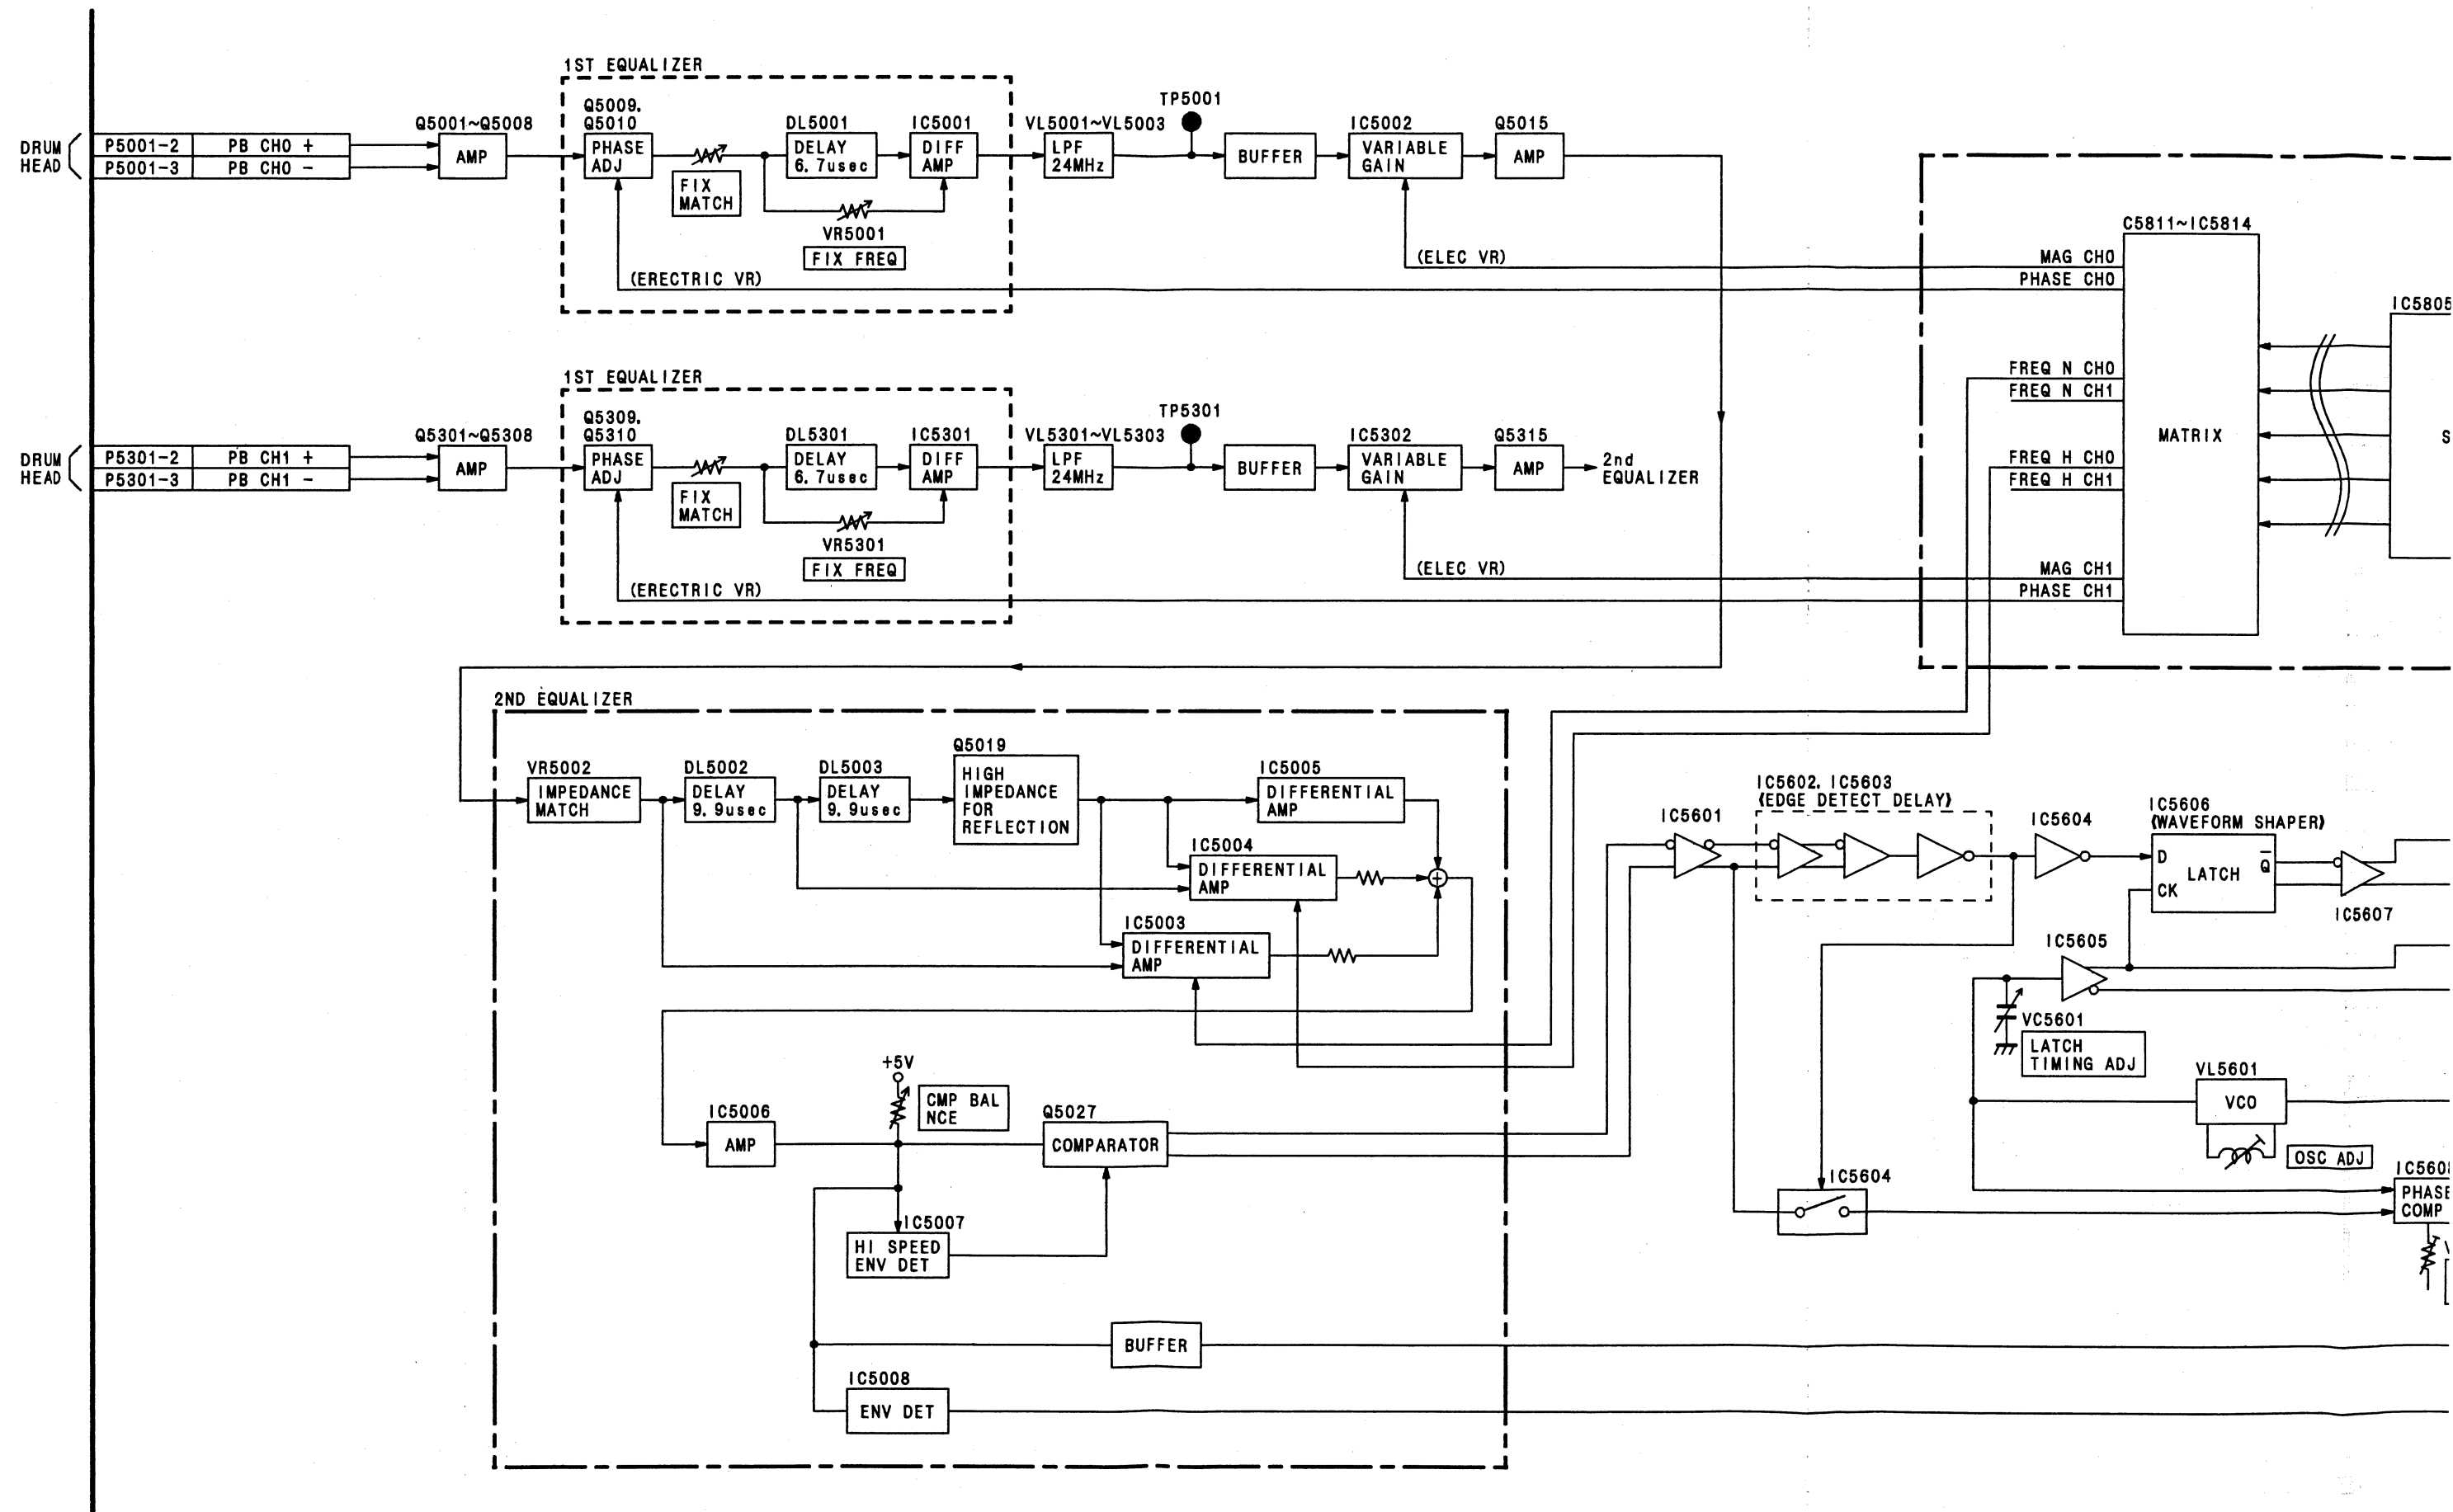 1ST EQUALIZER
Q5009,
Q5010
Q5001~Q5008
DL5001
IC5001
VL5001~VL5003
TP5001
IC5002
Q5015
DRUM
HEAD
P5001-2 PB CH0 +
P5001-3 PB CH0 -
AMP
PHASE
ADJ
FIX
MATCH
DELAY
6.7usec
DIFF
AMP
LPF
24MHz
BUFFER
VARIABLE
GAIN
AMP
VR5001
FIX FREQ
(ERECTRIC VR)
(ELEC VR)
C5811~IC5814
MAG CH0
PHASE CH0
FREQ N CH0
FREQ N CH1
FREQ H CH0
FREQ H CH1
MAG CH1
PHASE CH1
MATRIX
IC5805
S
1ST EQUALIZER
Q5309,
Q5310
Q5301~Q5308
DL5301
IC5301
VL5301~VL5303
TP5301
IC5302
Q5315
DRUM
HEAD
P5301-2 PB CH1 +
P5301-3 PB CH1 -
AMP
PHASE
ADJ
FIX
MATCH
DELAY
6.7usec
DIFF
AMP
LPF
24MHz
BUFFER
VARIABLE
GAIN
AMP
2nd
EQUALIZER
VR5301
FIX FREQ
(ERECTRIC VR)
(ELEC VR)
2ND EQUALIZER
VR5002
IMPEDANCE
MATCH
DL5002
DELAY
9.9usec
DL5003
DELAY
9.9usec
Q5019
HIGH
IMPEDANCE
FOR
REFLECTION
IC5005
DIFFERENTIAL
AMP
IC5004
DIFFERENTIAL
AMP
IC5003
DIFFERENTIAL
AMP
+5V
CMP BAL
NCE
IC5006
AMP
Q5027
COMPARATOR
IC5007
HI SPEED
ENV DET
BUFFER
IC5008
ENV DET
IC5601
IC5602, IC5603
(EDGE DETECT DELAY)
IC5604
IC5606
(WAVEFORM SHAPER)
D
Q
LATCH
CK
IC5607
IC5605
VC5601
LATCH
TIMING ADJ
VL5601
VCO
OSC ADJ
IC5604
IC560
PHASE
COMP